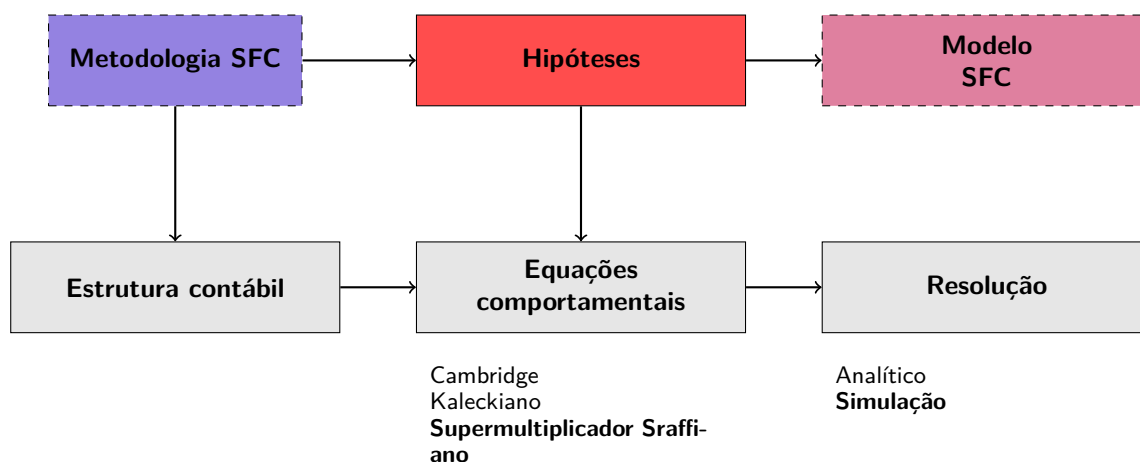 Metodologia SFC
Hipóteses
Modelo
SFC
Estrutura contábil
Equações
comportamentais
Resolução
Cambridge
Kaleckiano
Supermultiplicador Sraffi-
ano
Analítico
Simulação